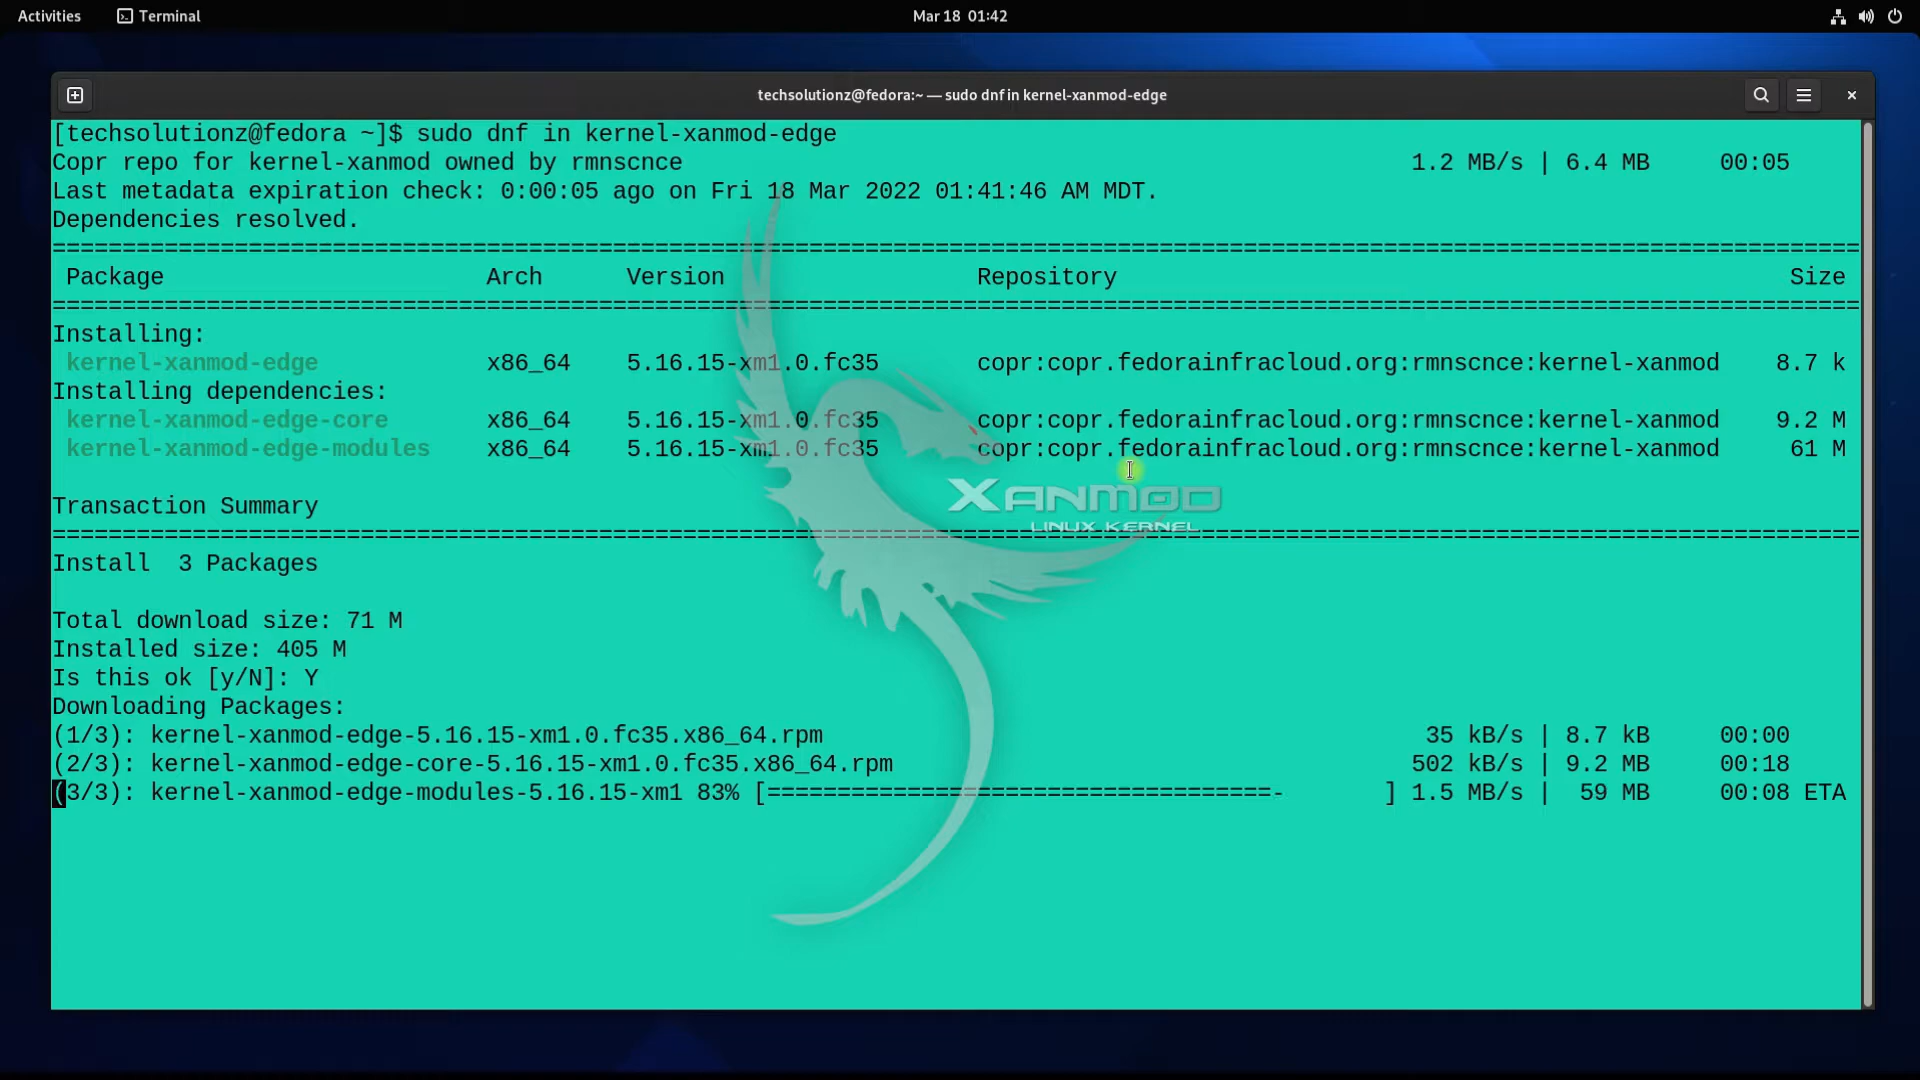 Activities Terminal Mar 18 01:42
techsolutionz@fedora:~ — sudo dnf in kernel-xanmod-edge
[techsolutionz@fedora ~]$ sudo dnf in kernel-xanmod-edge
Copr repo for kernel-xanmod owned by rmnscnce 1.2 MB/s | 6.4 MB 00:05
Last metadata expiration check: 0:00:05 ago on Fri 18 Mar 2022 01:41:46 AM MDT.
Dependencies resolved.
================================================================================
Package Arch Version Repository Size
================================================================================
Installing:
kernel-xanmod-edge x86_64 5.16.15-xm1.0.fc35 copr:copr.fedorainfracloud.org:rmnscnce:kernel-xanmod 8.7 k
Installing dependencies:
kernel-xanmod-edge-core x86_64 5.16.15-xm1.0.fc35 copr:copr.fedorainfracloud.org:rmnscnce:kernel-xanmod 9.2 M
kernel-xanmod-edge-modules x86_64 5.16.15-xm1.0.fc35 copr:copr.fedorainfracloud.org:rmnscnce:kernel-xanmod 61 M
XANMOD
Transaction Summary
LINUX KERNEL
================================================================================
Install 3 Packages
Total download size: 71 M
Installed size: 405 M
Is this ok [y/N]: Y
Downloading Packages:
(1/3): kernel-xanmod-edge-5.16.15-xm1.0.fc35.x86_64.rpm 35 kB/s | 8.7 kB 00:00
(2/3): kernel-xanmod-edge-core-5.16.15-xm1.0.fc35.x86_64.rpm 502 kB/s | 9.2 MB 00:18
(3/3): kernel-xanmod-edge-modules-5.16.15-xm1 83% [====================================- ] 1.5 MB/s | 59 MB 00:08 ETA